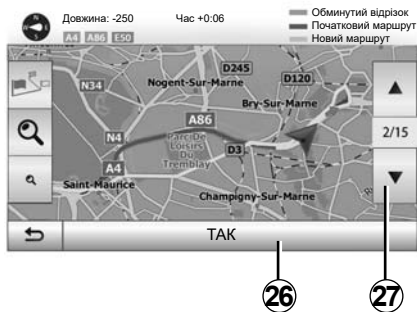 Довжина: -250 Час +0:06
A4 A86 E50
Обминутий відрізок
Початковий маршрут
Новий маршрут
D245
D120
N34
Nogent-Sur-Marne
Bry-Sur-Marne
A86
2/15
N4
Parc De
Loisirs
Du
Tremblay
D3
A4
Saint-Maurice
Champigny-Sur-Marne
ТАК
26
27